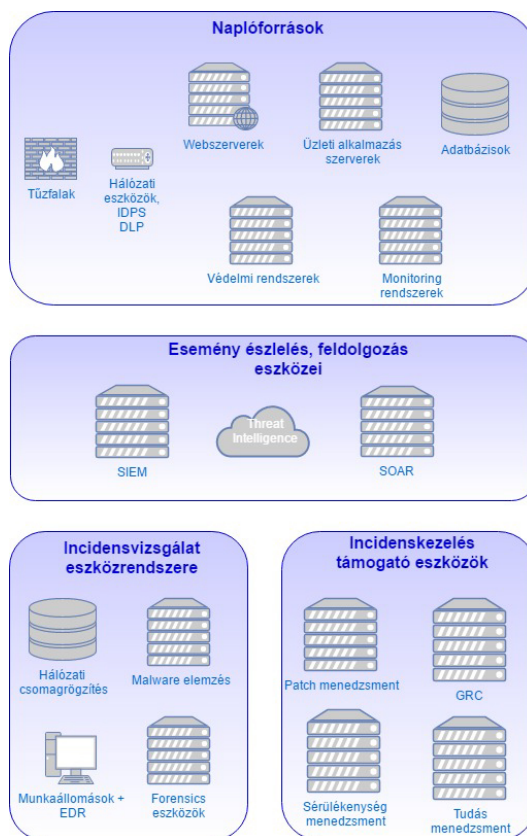 Naplóforrások
Webszerverek
Üzleti alkalmazás
szerverek
Adatbázisok
Tűzfalak
Hálózati
eszközök,
IDPS
DLP
Védelmi rendszerek
Monitoring
rendszerek
Esemény észlelés, feldolgozás
eszközei
SIEM
Threat
Intelligence
SOAR
Incidensvizsgálat
eszközrendszere
Hálózati
csomagrögzítés
Malware elemzés
Munkaállomások +
EDR
Forensics
eszközök
Incidenskezelés
támogató eszközök
Patch menedzsment
GRC
Sérülékenység
menedzsment
Tudás
menedzsment